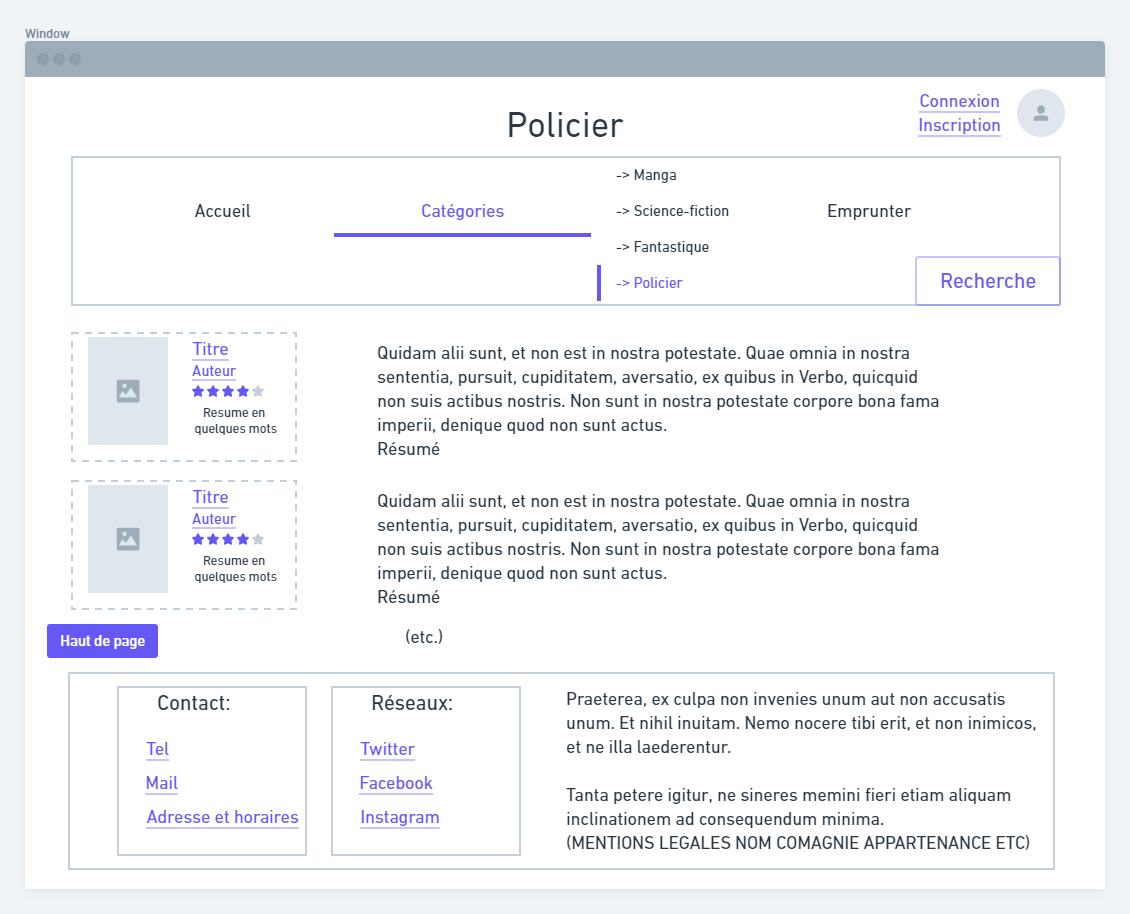 Window
Connexion
Inscription
Policier
Accueil
Catégories
-> Manga
-> Science-fiction
-> Fantastique
-> Policier
Emprunter
Recherche
Titre
Auteur
Resume en
quelques mots
Quidam alii sunt, et non est in nostra potestate. Quae omnia in nostra
sententia, pursuit, cupiditatem, aversatio, ex quibus in Verbo, quicquid
non suis actibus nostris. Non sunt in nostra potestate corpore bona fama
imperii, denique quod non sunt actus.
Résumé
Titre
Auteur
Resume en
quelques mots
Quidam alii sunt, et non est in nostra potestate. Quae omnia in nostra
sententia, pursuit, cupiditatem, aversatio, ex quibus in Verbo, quicquid
non suis actibus nostris. Non sunt in nostra potestate corpore bona fama
imperii, denique quod non sunt actus.
Résumé
(etc.)
Haut de page
Contact:
Tel
Mail
Adresse et horaires
Réseaux:
Twitter
Facebook
Instagram
Praeterea, ex culpa non invenies unum aut non accusatis
unum. Et nihil inuitam. Nemo nocere tibi erit, et non inimicos,
et ne illa laederentur.
Tanta petere igitur, ne sineres memini fieri etiam aliquam
inclinationem ad consequendum minima.
(MENTIONS LEGALES NOM COMAGNIE APPARTENANCE ETC)